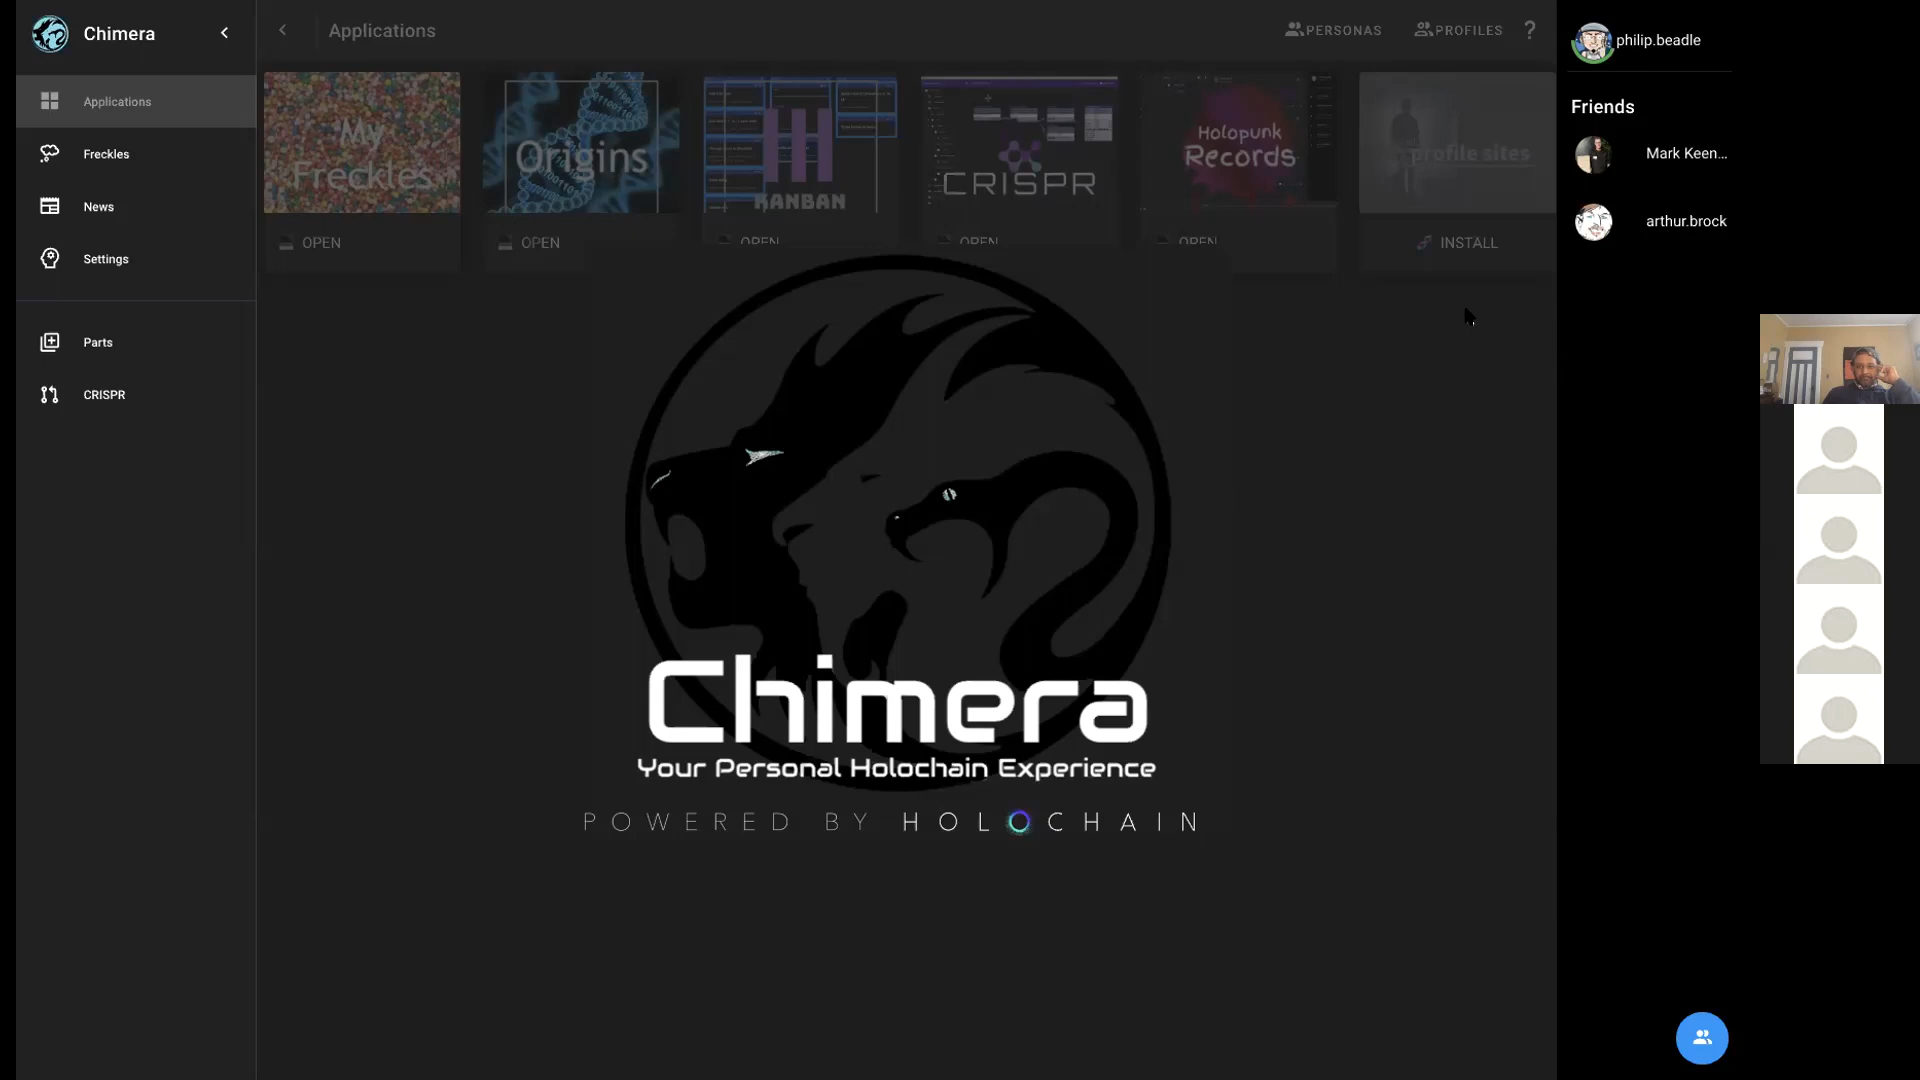 Chimera
Applications
PERSONAS
PROFILES
?
philip.beadle
Applications
Freckles
News
Settings
Parts
CRISPR
My
Freckles
Origins
KANBAN
CRISPR
Holopunk
Records
profile sites
OPEN
OPEN
OPEN
OPEN
OPEN
INSTALL
Friends
Mark Keen...
arthur.brock
Chimera
Your Personal Holochain Experience
POWERED BY HOLOCHAIN